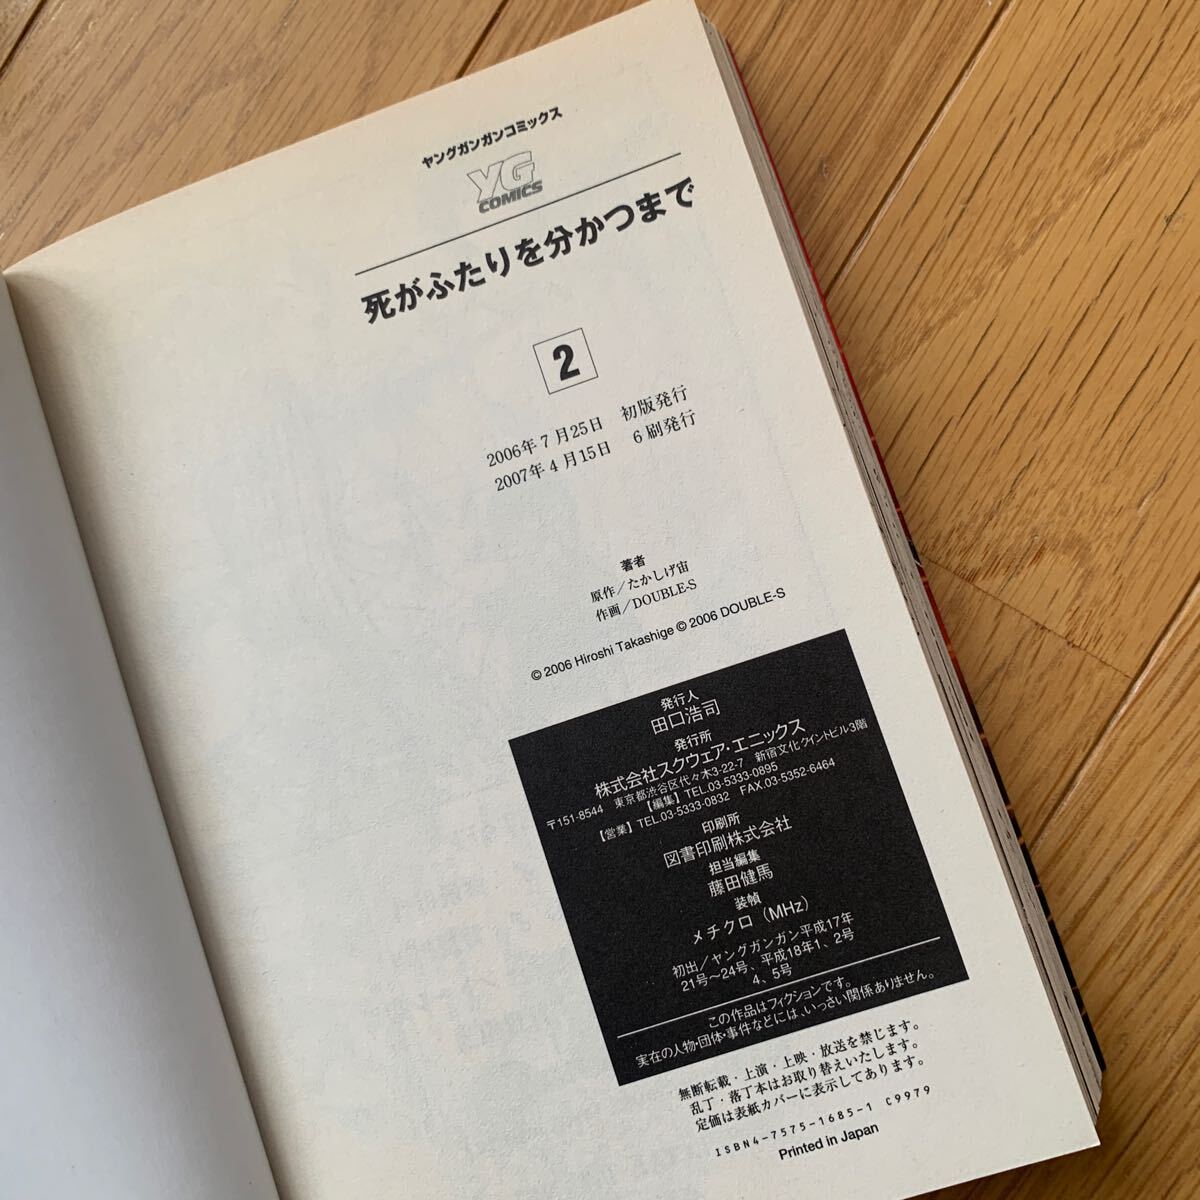 ヤングガンガンコミックス
YG
COMICS
死がふたりを分かつまで
2
2006年7月25日 初版発行
2007年4月15日 6刷発行
著者
原作/たかしげ宙
作画/DOUBLE-S
© 2006 Hiroshi Takashige © 2006 DOUBLE-S
発行人
田口浩司
発行所
株式会社スクウェア・エニックス
〒151-8544 東京都渋谷区代々木3-22-7 新宿文化クイントビル3階
【編集】TEL.03-5333-0895
【営業】TEL.03-5333-0832 FAX.03-5352-6464
印刷所
図書印刷株式会社
担当編集
藤田健馬
装幀
メチクロ(MHz)
初出/ヤングガンガン平成17年
21号〜24号、平成18年1、2号
4、5号
この作品はフィクションです。
実在の人物・団体・事件などには、いっさい関係ありません。
無断転載・上演・上映・放送を禁じます。
乱丁・落丁本はお取り替えいたします。
定価は表紙カバーに表示してあります。
ISBN4-7575-1685-1 C9979
Printed in Japan